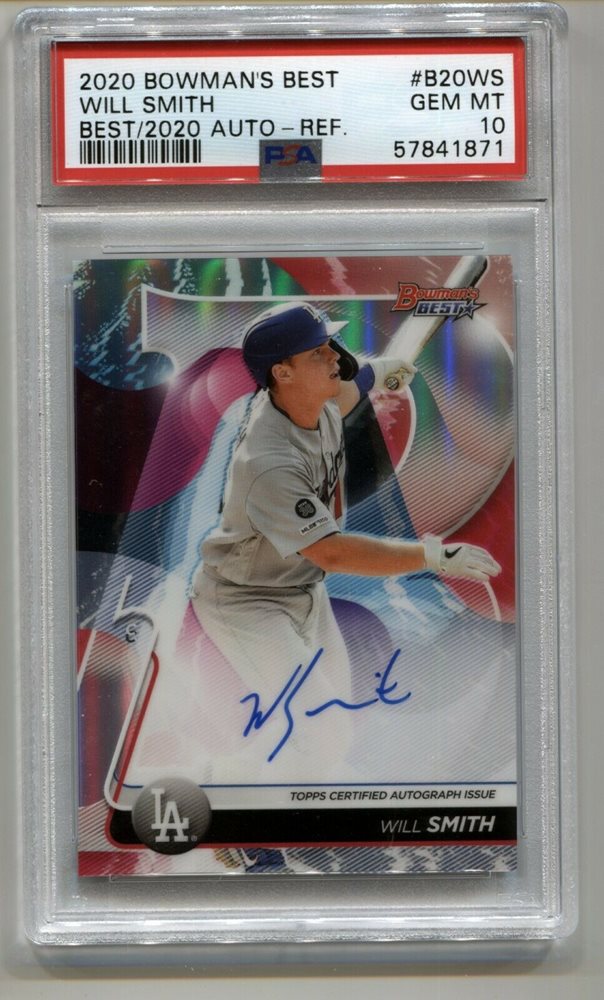 2020 BOWMAN'S BEST #B20WS
WILL SMITH GEM MT
BEST/2020 AUTO - REF. 10
PSA 57841871
Bowman's
BEST
LA
TOPPS CERTIFIED AUTOGRAPH ISSUE
LA
WILL SMITH